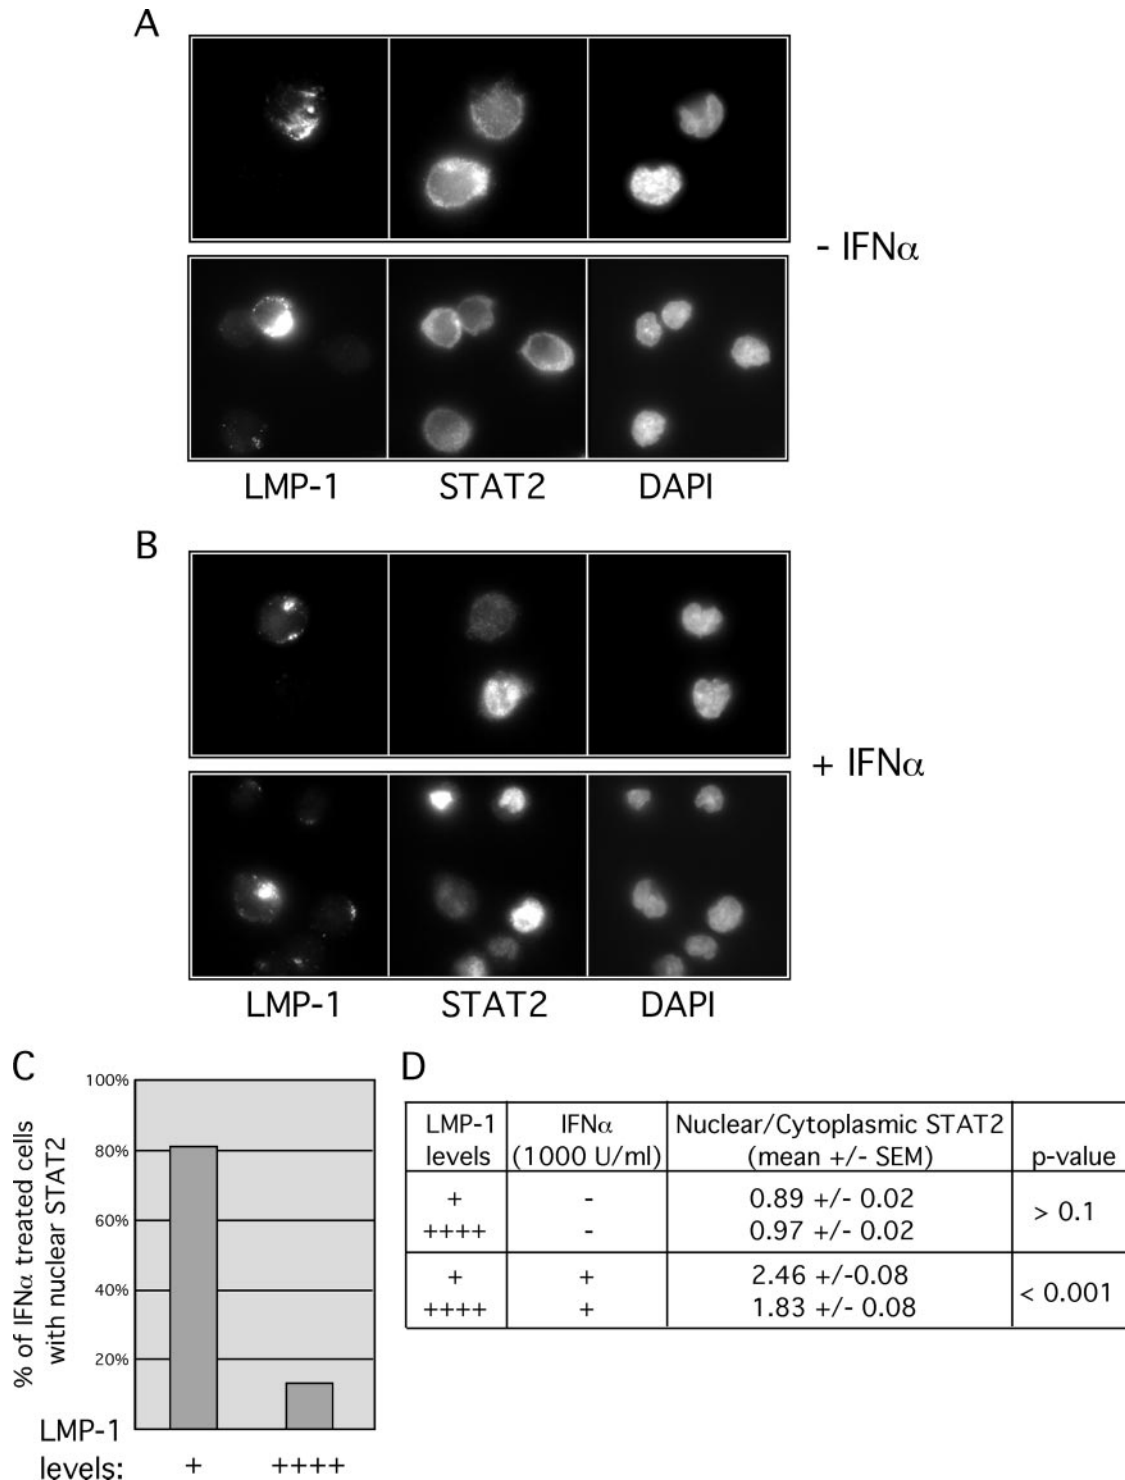 A
- IFNα
LMP-1 STAT2 DAPI
B
+ IFNα
LMP-1 STAT2 DAPI
C
% of IFNα treated cells
with nuclear STAT2
100%
80%
60%
40%
20%
LMP-1
levels: + ++++
D
LMP-1 IFNα Nuclear/Cytoplasmic STAT2
levels (1000 U/ml) (mean +/- SEM) p-value
+ - 0.89 +/- 0.02
++++ - 0.97 +/- 0.02
> 0.1
+ + 2.46 +/-0.08
++++ + 1.83 +/- 0.08
< 0.001